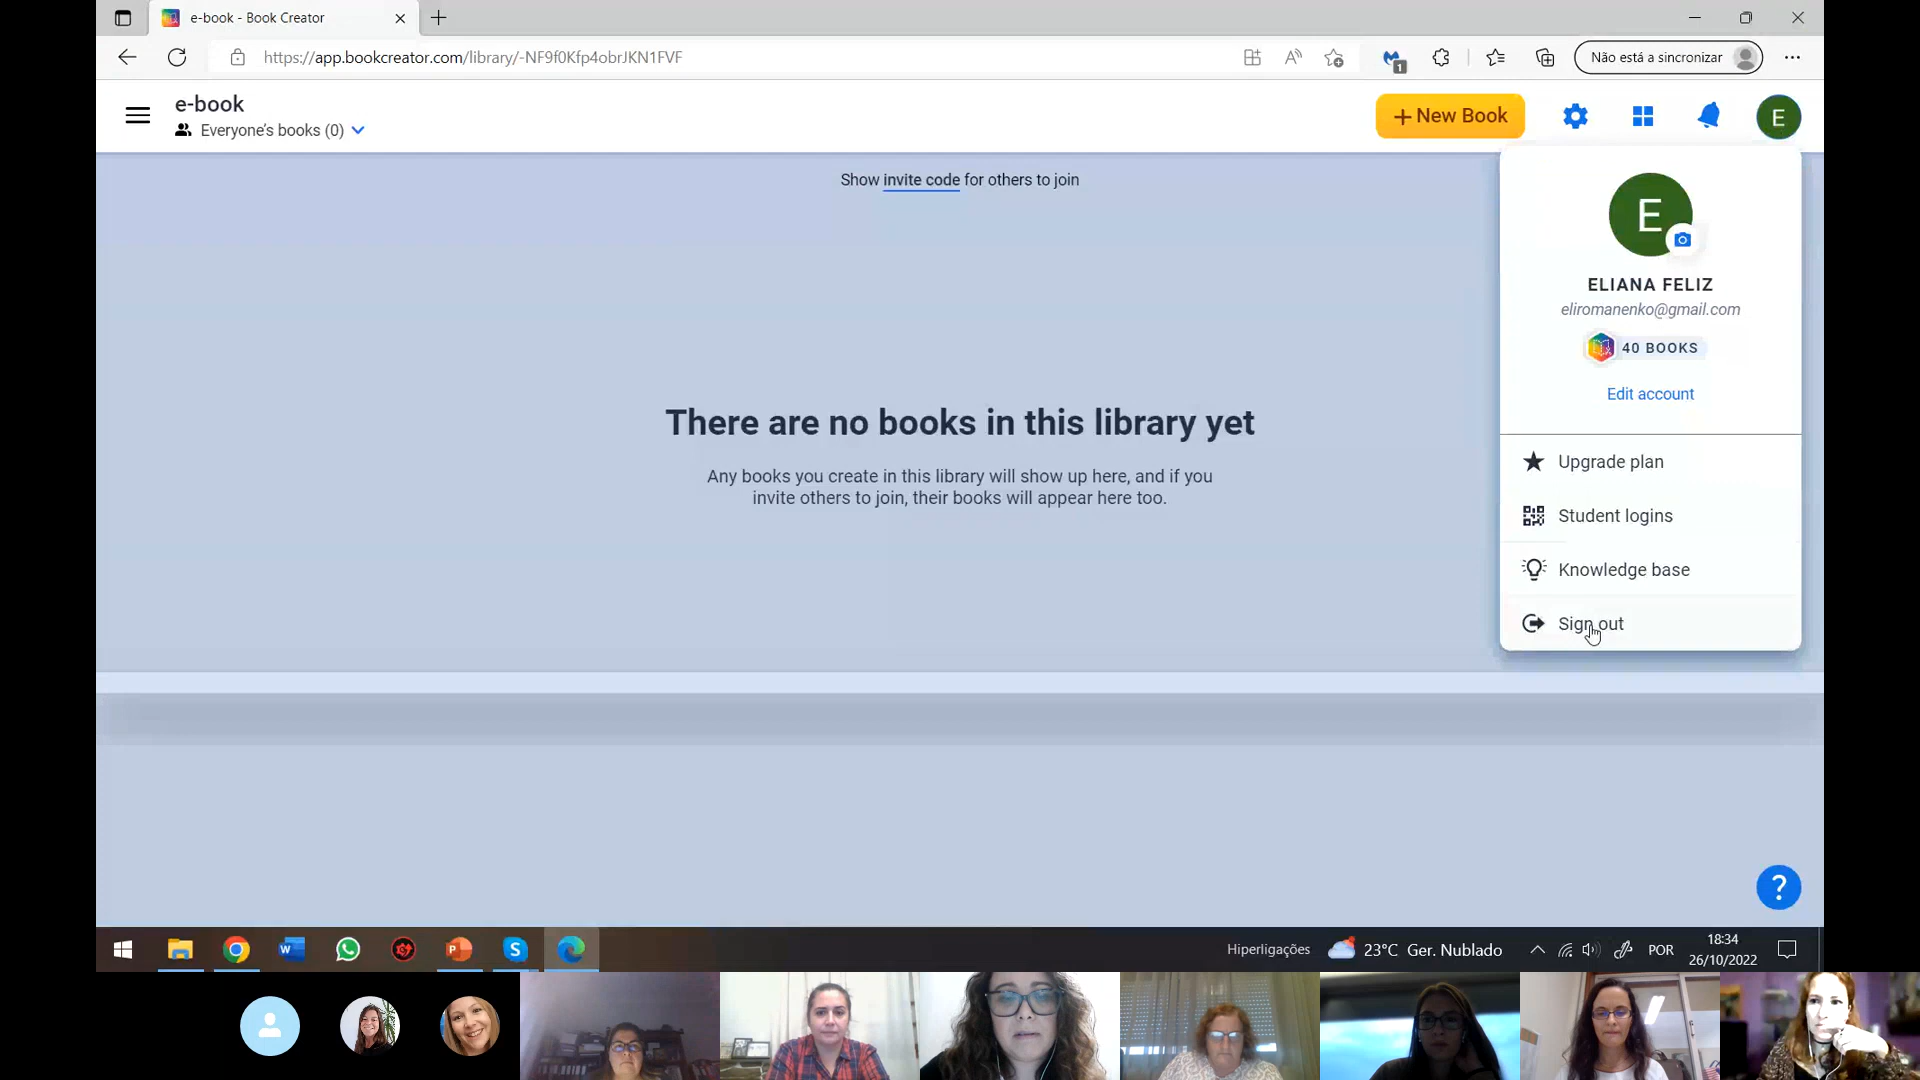 e-book - Book Creator
https://app.bookcreator.com/library/-NF9f0Kfp4obrJKN1FVF
1
Não está a sincronizar
e-book
Everyone's books (0)
+ New Book
E
Show invite code for others to join
E
ELIANA FELIZ
eliromanenko@gmail.com
40 BOOKS
Edit account
There are no books in this library yet
Any books you create in this library will show up here, and if you
invite others to join, their books will appear here too.
Upgrade plan
Student logins
Knowledge base
Sign out
?
Hiperligações
23°C Ger. Nublado
POR
18:34
26/10/2022